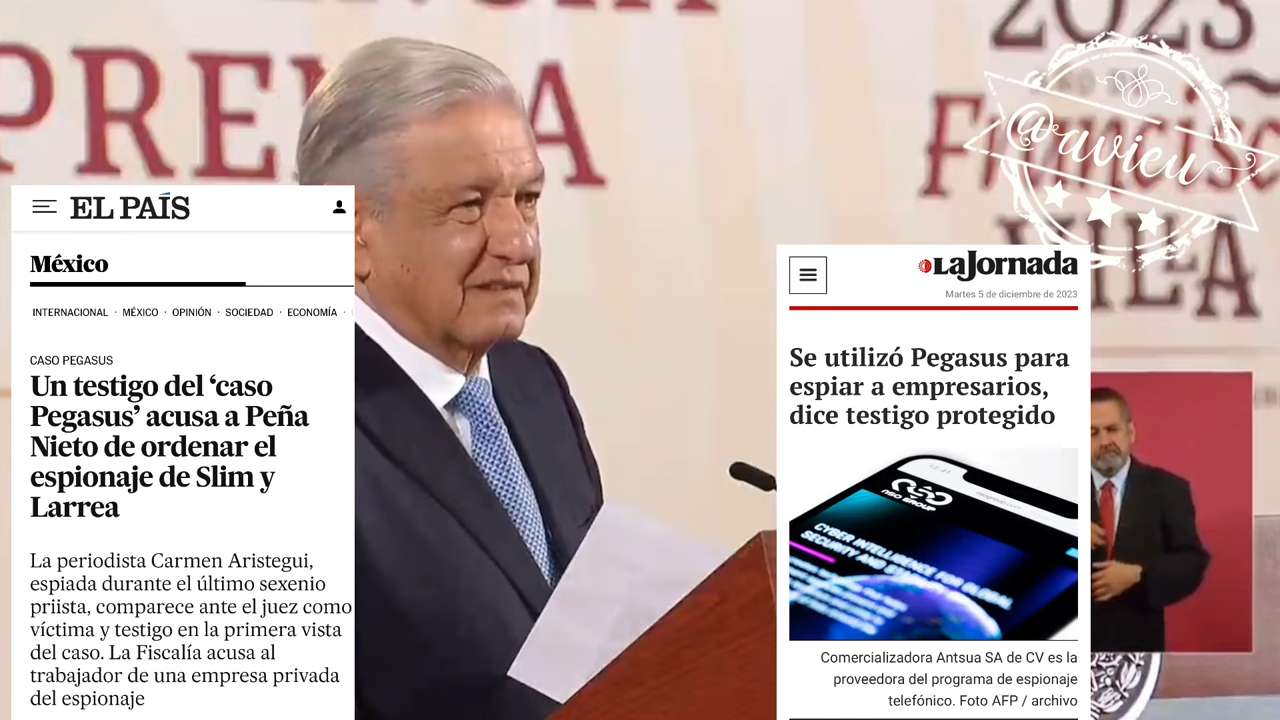 PRENSA
2023
Francisco
VILLA
@avieu
EL PAÍS
México
INTERNACIONAL · MÉXICO · OPINIÓN · SOCIEDAD · ECONOMÍA ·
CASO PEGASUS
Un testigo del ‘caso
Pegasus’ acusa a Peña
Nieto de ordenar el
espionaje de Slim y
Larrea
La periodista Carmen Aristegui,
espiada durante el último sexenio
priista, comparece ante el juez como
víctima y testigo en la primera vista
del caso. La Fiscalía acusa al
trabajador de una empresa privada
del espionaje
LaJornada
Martes 5 de diciembre de 2023
Se utilizó Pegasus para
espiar a empresarios,
dice testigo protegido
NSO GROUP
CYBER INTELLIGENCE FOR GLOBAL
SECURITY AND
Comercializadora Antsua SA de CV es la
proveedora del programa de espionaje
telefónico. Foto AFP / archivo